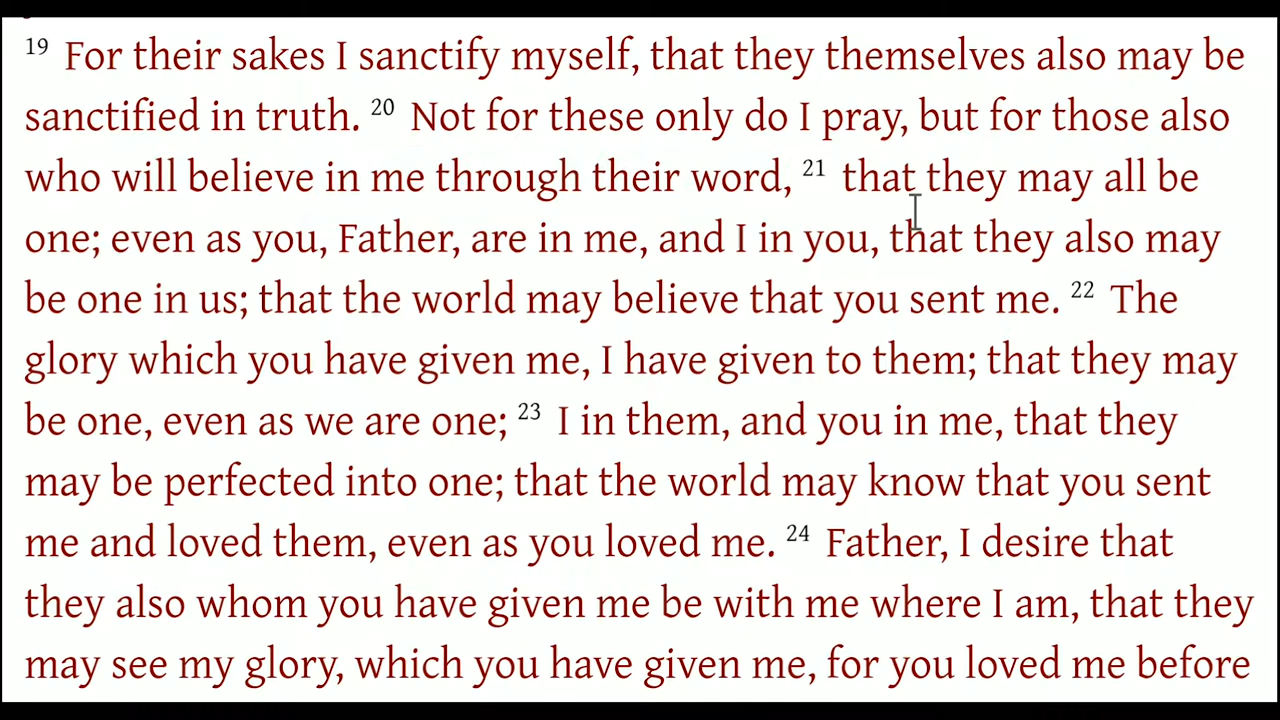 19 For their sakes I sanctify myself, that they themselves also may be
sanctified in truth. 20 Not for these only do I pray, but for those also
who will believe in me through their word, 21 that they may all be
one; even as you, Father, are in me, and I in you, that they also may
be one in us; that the world may believe that you sent me. 22 The
glory which you have given me, I have given to them; that they may
be one, even as we are one; 23 I in them, and you in me, that they
may be perfected into one; that the world may know that you sent
me and loved them, even as you loved me. 24 Father, I desire that
they also whom you have given me be with me where I am, that they
may see my glory, which you have given me, for you loved me before